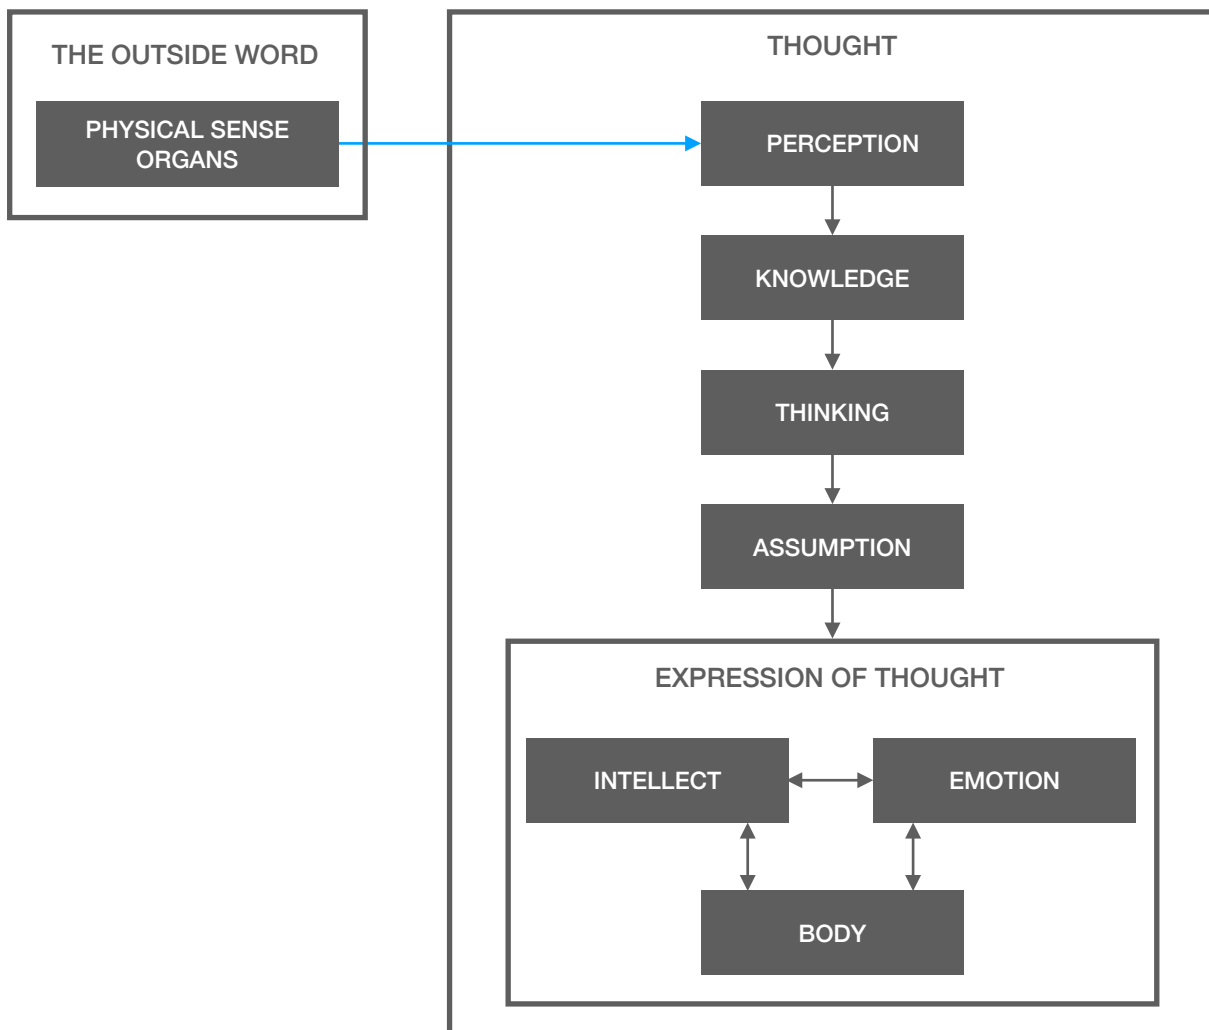 THE OUTSIDE WORD
PHYSICAL SENSE
ORGANS
THOUGHT
PERCEPTION
KNOWLEDGE
THINKING
ASSUMPTION
EXPRESSION OF THOUGHT
INTELLECT
EMOTION
BODY